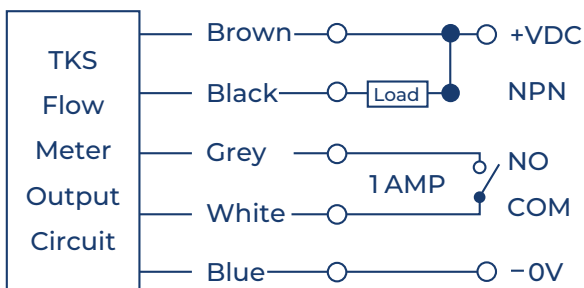 TKS
Flow
Meter
Output
Circuit
Brown
+VDC
Black
Load
NPN
Grey
NO
1 AMP
White
COM
Blue
-0V